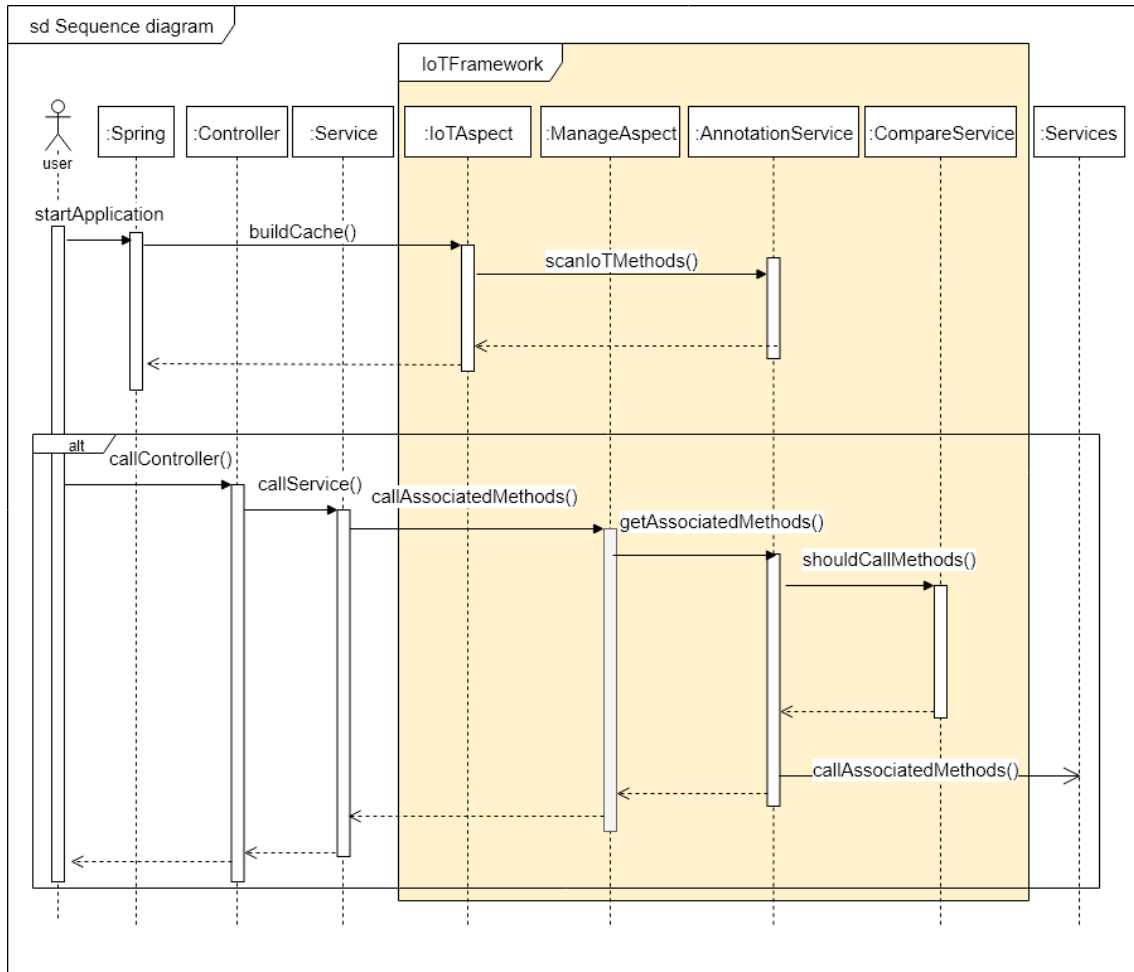 sd Sequence diagram
IoTFramework
user
:Spring
:Controller
:Service
:IoTAspect
:ManageAspect
:AnnotationService
:CompareService
:Services
startApplication
buildCache()
scanIoTMethods()
alt
callController()
callService()
callAssociatedMethods()
getAssociatedMethods()
shouldCallMethods()
callAssociatedMethods()